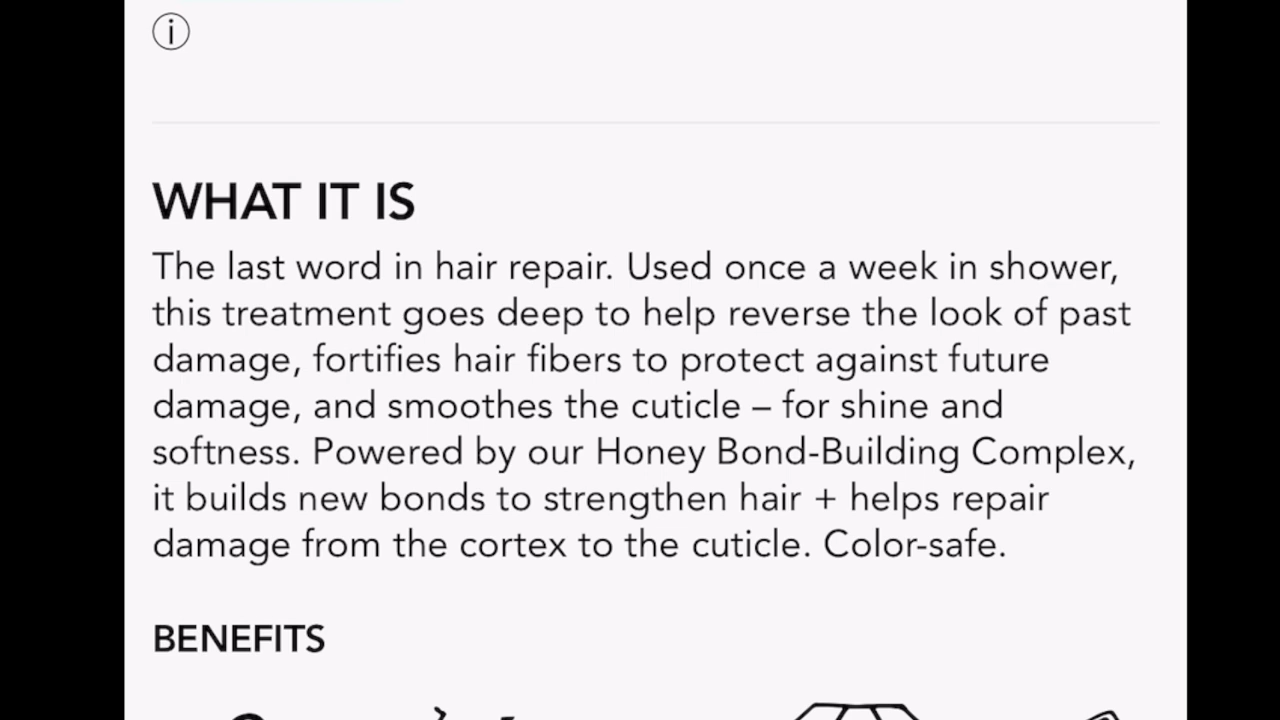 WHAT IT IS
The last word in hair repair. Used once a week in shower,
this treatment goes deep to help reverse the look of past
damage, fortifies hair fibers to protect against future
damage, and smoothes the cuticle – for shine and
softness. Powered by our Honey Bond-Building Complex,
it builds new bonds to strengthen hair + helps repair
damage from the cortex to the cuticle. Color-safe.
BENEFITS